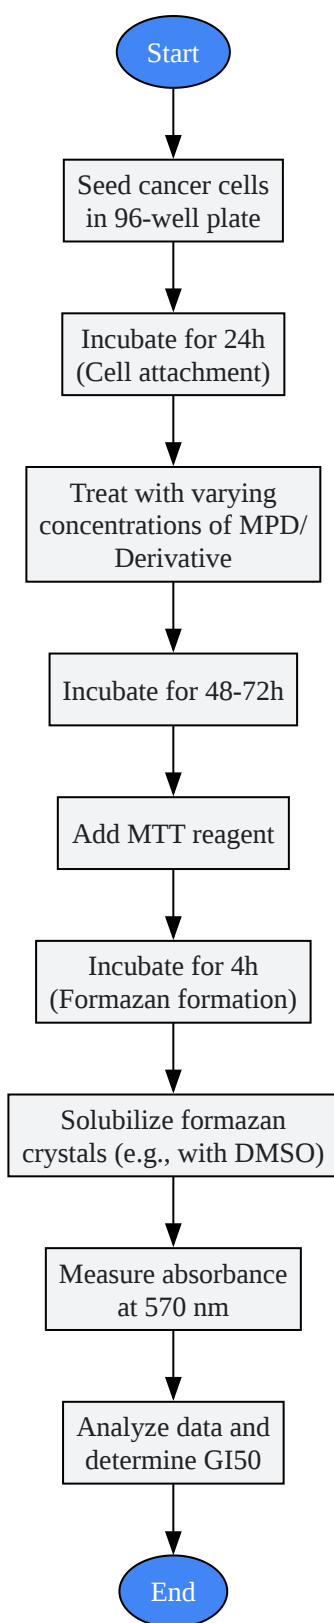 Start
Seed cancer cells
in 96-well plate
Incubate for 24h
(Cell attachment)
Treat with varying
concentrations of MPD/
Derivative
Incubate for 48-72h
Add MTT reagent
Incubate for 4h
(Formazan formation)
Solubilize formazan
crystals (e.g., with DMSO)
Measure absorbance
at 570 nm
Analyze data and
determine GI50
End